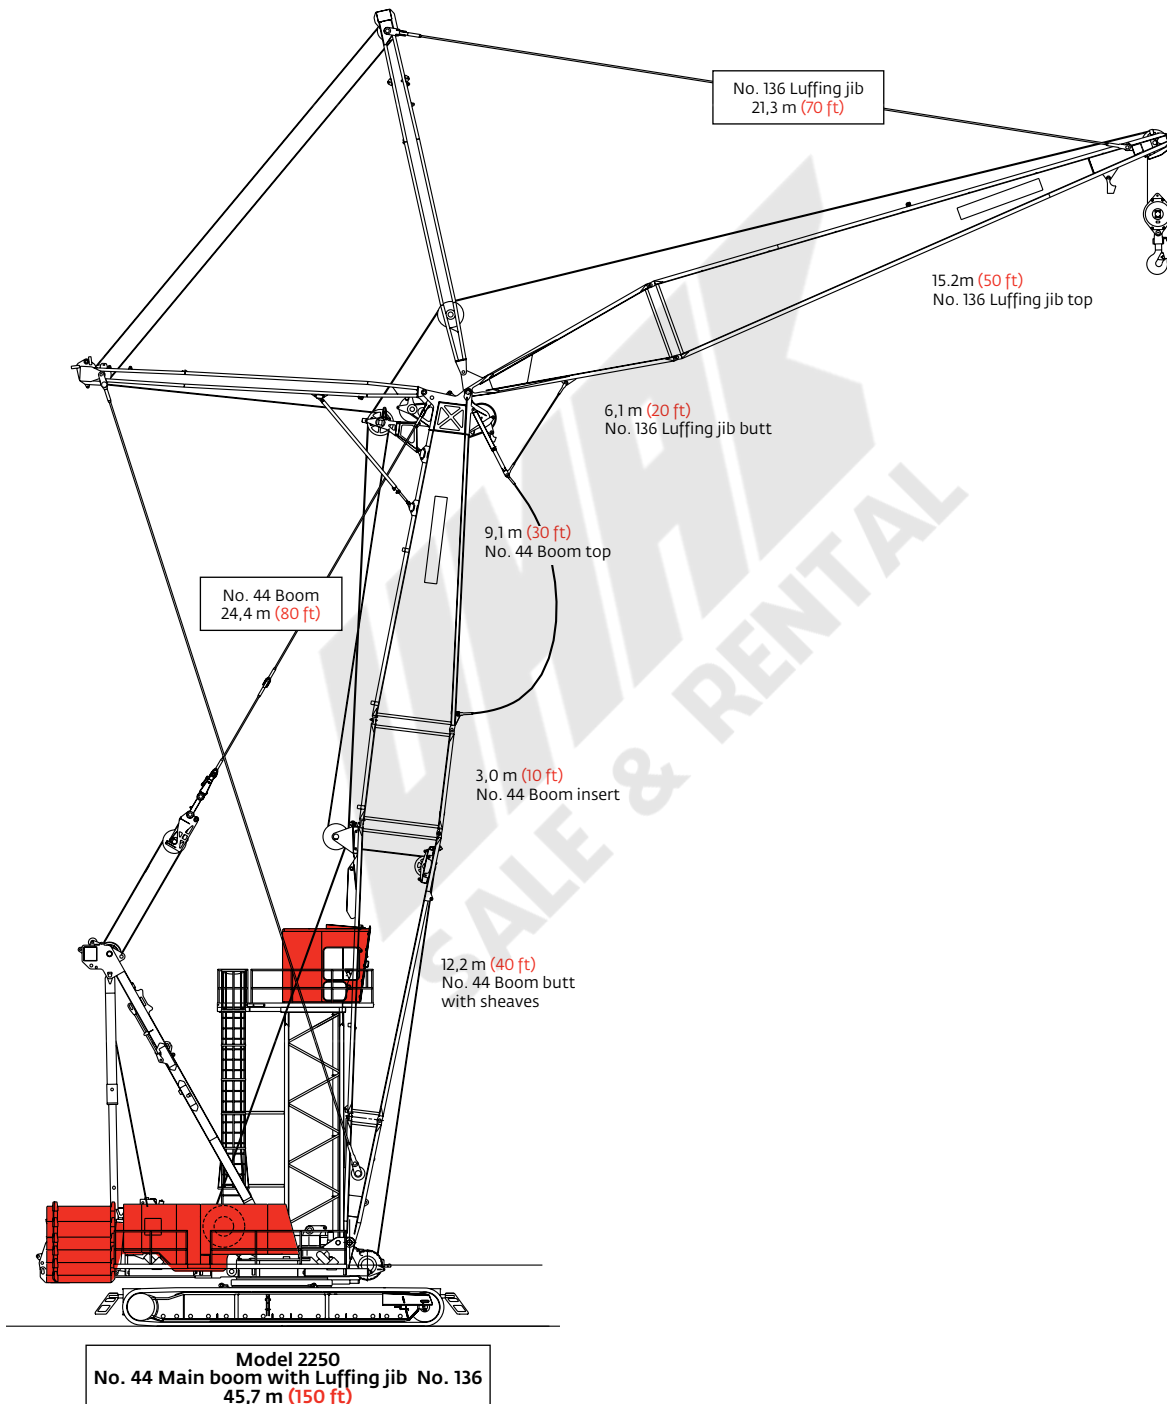 No. 136 Luffing jib
21,3 m (70 ft)
15.2m (50 ft)
No. 136 Luffing jib top
6,1 m (20 ft)
No. 136 Luffing jib butt
9,1 m (30 ft)
No. 44 Boom top
No. 44 Boom
24,4 m (80 ft)
3,0 m (10 ft)
No. 44 Boom insert
12,2 m (40 ft)
No. 44 Boom butt
with sheaves
SALE & RENTAL
Model 2250
No. 44 Main boom with Luffing jib No. 136
45,7 m (150 ft)